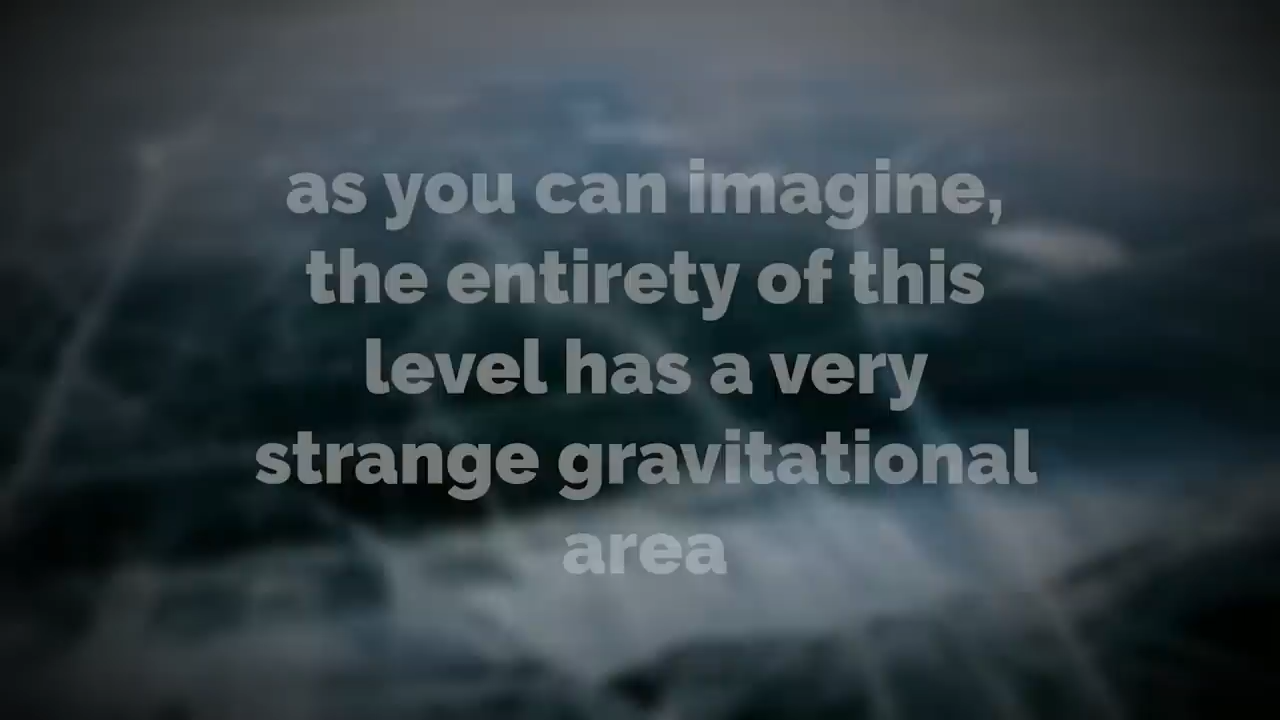 as you can imagine,
the entirety of this
level has a very
strange gravitational
area